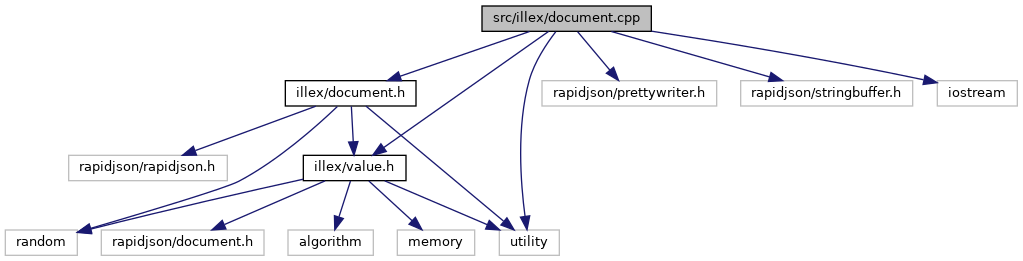 src/illex/document.cpp
illex/document.h
rapidjson/prettywriter.h
rapidjson/stringbuffer.h
iostream
rapidjson/rapidjson.h
illex/value.h
random
rapidjson/document.h
algorithm
memory
utility